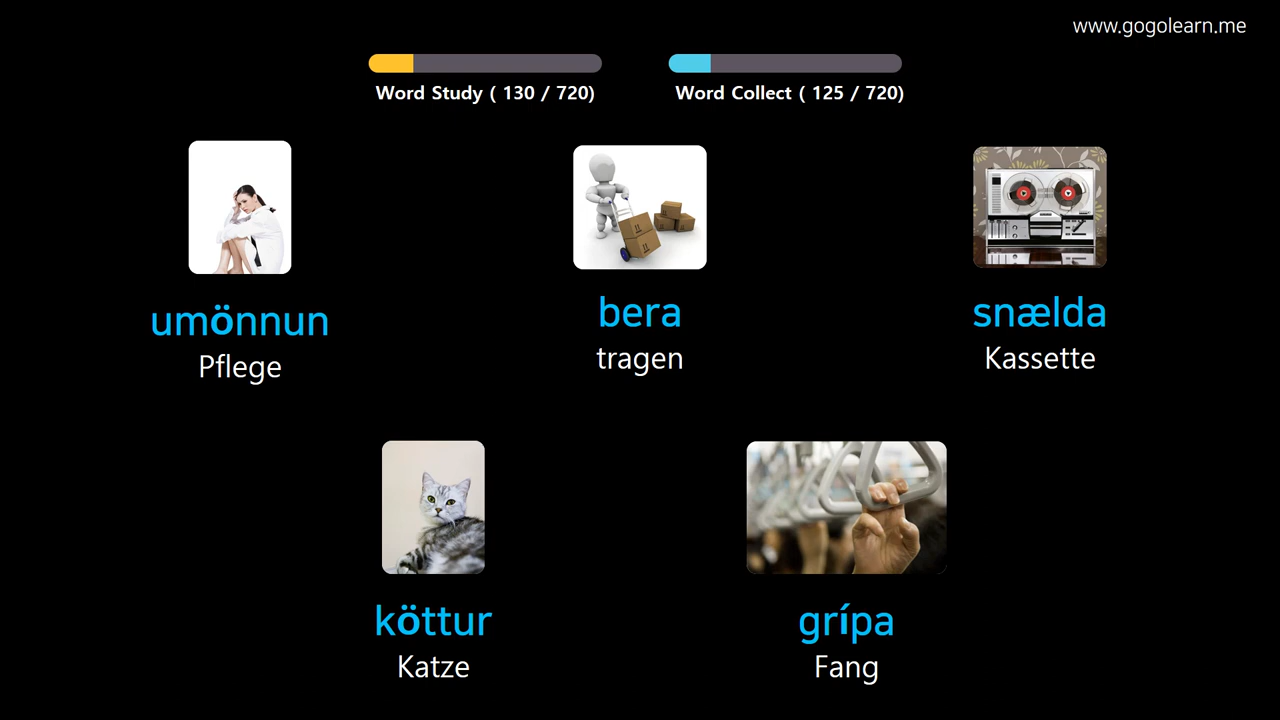 www.gogolearn.me
Word Study ( 130 / 720)
Word Collect ( 125 / 720)
umönnun
Pflege
bera
tragen
snælda
Kassette
köttur
Katze
grípa
Fang